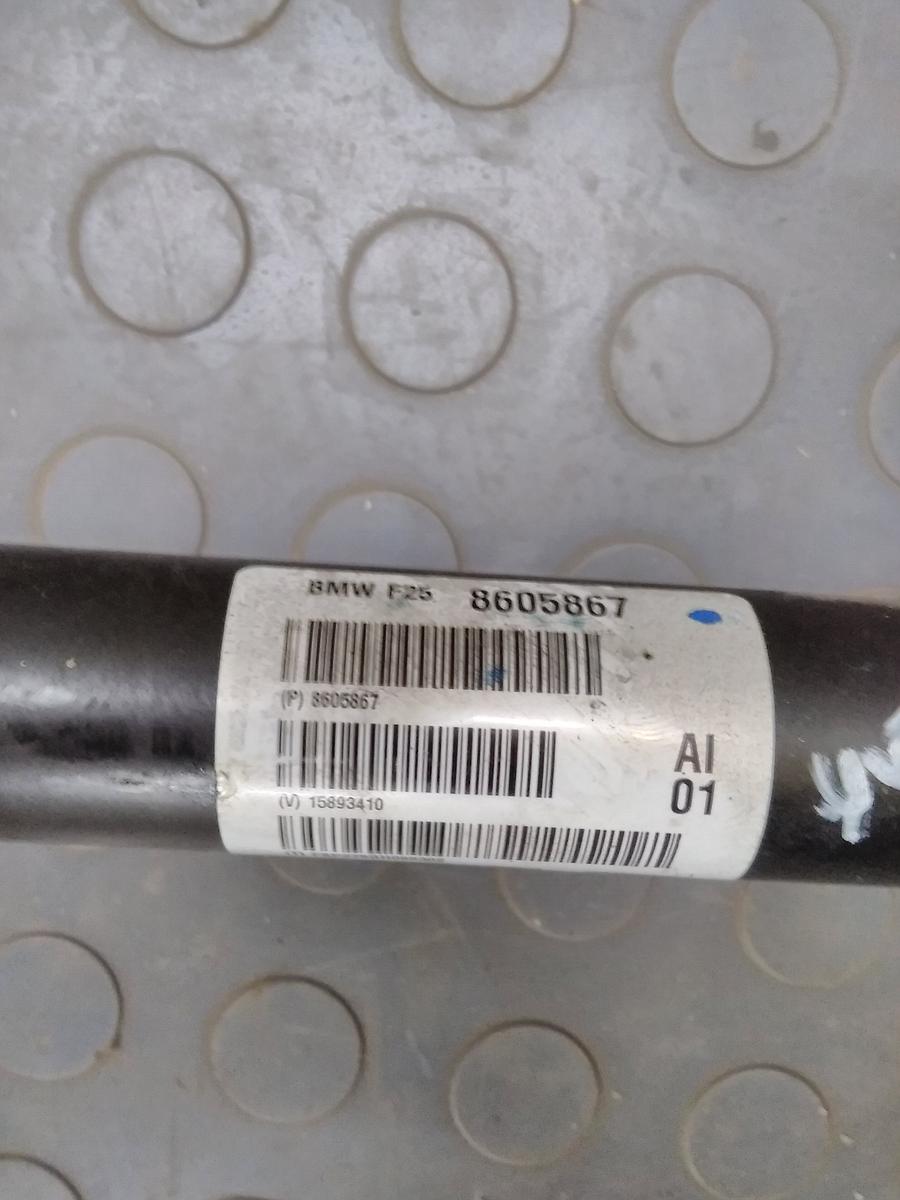 BMW F25 8605867
(P) 8605867
(V) 15893410
AI
01